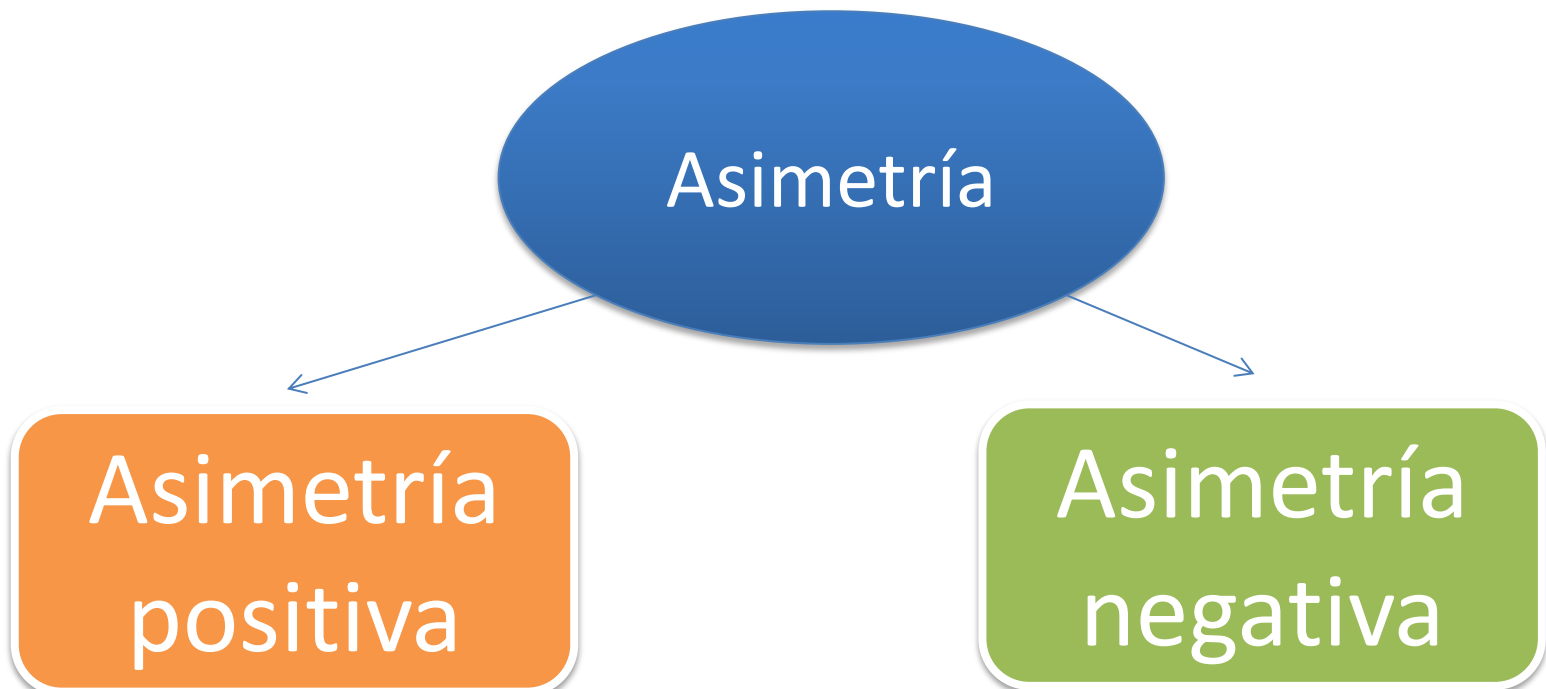 Asimetría
Asimetría
positiva
Asimetría
negativa